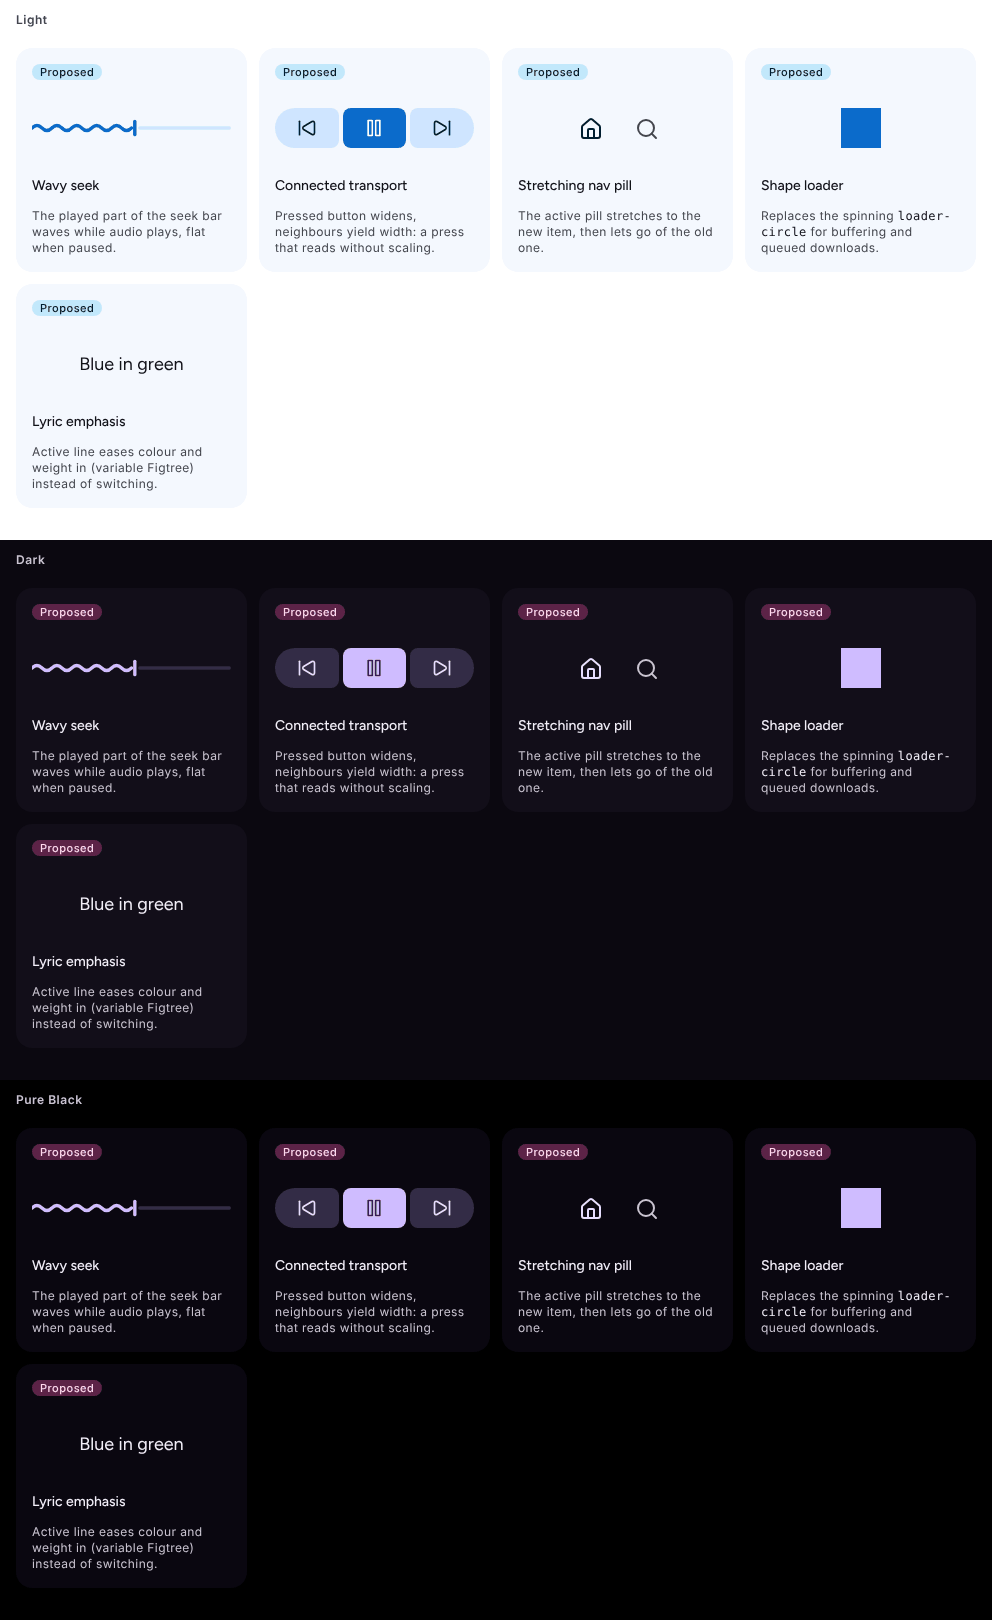 Light
Proposed
Wavy seek
The played part of the seek bar
waves while audio plays, flat
when paused.
Proposed
Connected transport
Pressed button widens,
neighbours yield width: a press
that reads without scaling.
Proposed
Stretching nav pill
The active pill stretches to the
new item, then lets go of the old
one.
Proposed
Shape loader
Replaces the spinning loader-
circle for buffering and
queued downloads.
Proposed
Blue in green
Lyric emphasis
Active line eases colour and
weight in (variable Figtree)
instead of switching.
Dark
Proposed
Wavy seek
The played part of the seek bar
waves while audio plays, flat
when paused.
Proposed
Connected transport
Pressed button widens,
neighbours yield width: a press
that reads without scaling.
Proposed
Stretching nav pill
The active pill stretches to the
new item, then lets go of the old
one.
Proposed
Shape loader
Replaces the spinning loader-
circle for buffering and
queued downloads.
Proposed
Blue in green
Lyric emphasis
Active line eases colour and
weight in (variable Figtree)
instead of switching.
Pure Black
Proposed
Wavy seek
The played part of the seek bar
waves while audio plays, flat
when paused.
Proposed
Connected transport
Pressed button widens,
neighbours yield width: a press
that reads without scaling.
Proposed
Stretching nav pill
The active pill stretches to the
new item, then lets go of the old
one.
Proposed
Shape loader
Replaces the spinning loader-
circle for buffering and
queued downloads.
Proposed
Blue in green
Lyric emphasis
Active line eases colour and
weight in (variable Figtree)
instead of switching.